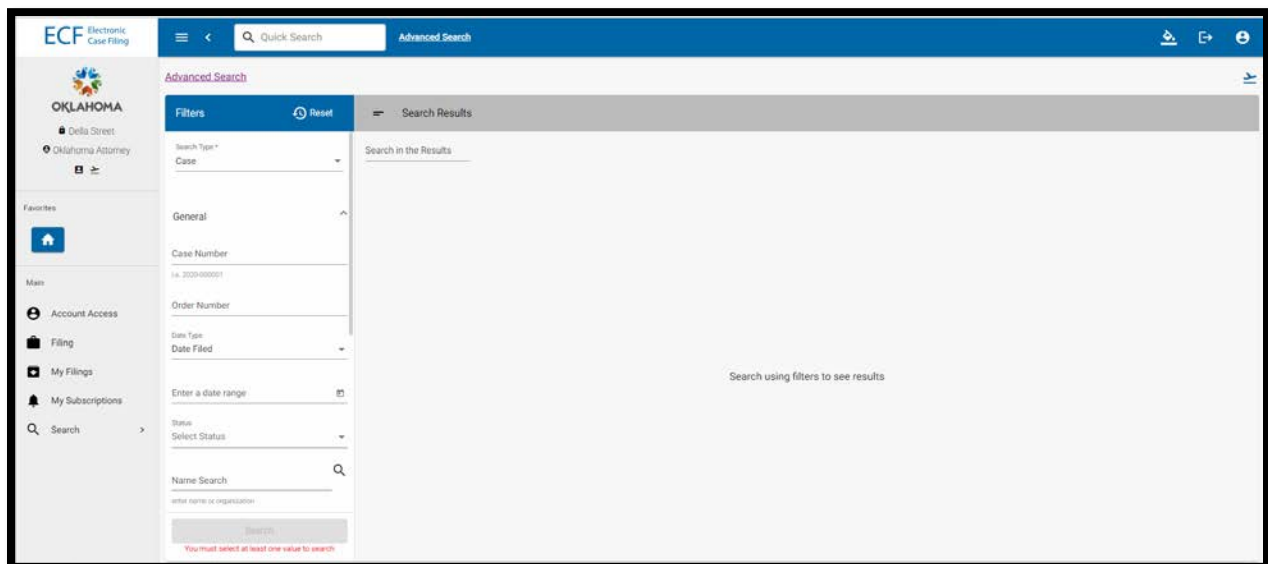 ECF Electronic Case Filing
Quick Search
Advanced Search
Advanced Search
OKLAHOMA
Della Street
Oklahoma Attorney
Favorites
Main
Account Access
Filing
My Filings
My Subscriptions
Search
Filters
Reset
Search Type *
Case
General
Case Number
i.e. 2020-000001
Order Number
Date Type
Date Filed
Enter a date range
Status
Select Status
Name Search
enter name or organization
Search
You must select at least one value to search
Search Results
Search in the Results
Search using filters to see results